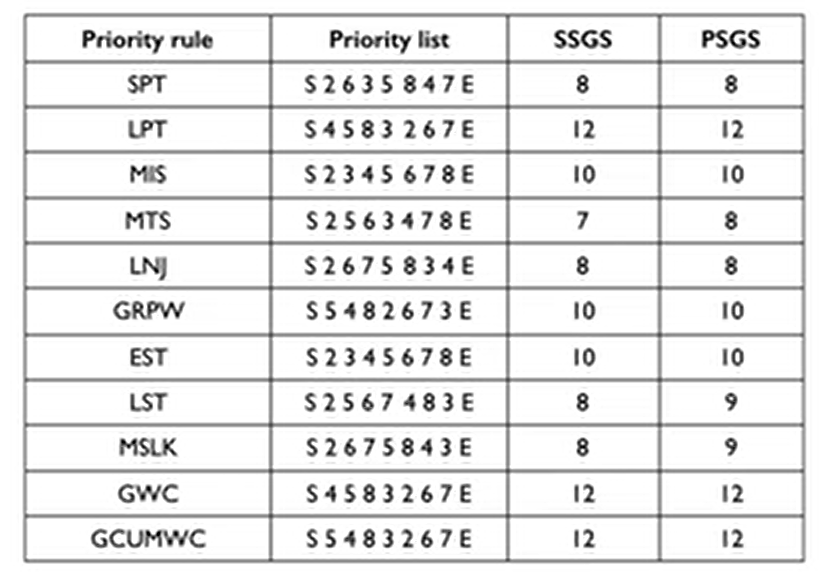 Priority rule Priority list SSGS PSGS
SPT S 2 6 3 5 8 4 7 E 8 8
LPT S 4 5 8 3 2 6 7 E 12 12
MIS S 2 3 4 5 6 7 8 E 10 10
MTS S 2 5 6 3 4 7 8 E 7 8
LNJ S 2 6 7 5 8 3 4 E 8 8
GRPW S 5 4 8 2 6 7 3 E 10 10
EST S 2 3 4 5 6 7 8 E 10 10
LST S 2 5 6 7 4 8 3 E 8 9
MSLK S 2 6 7 5 8 4 3 E 8 9
GWC S 4 5 8 3 2 6 7 E 12 12
GCUMWC S 5 4 8 3 2 6 7 E 12 12